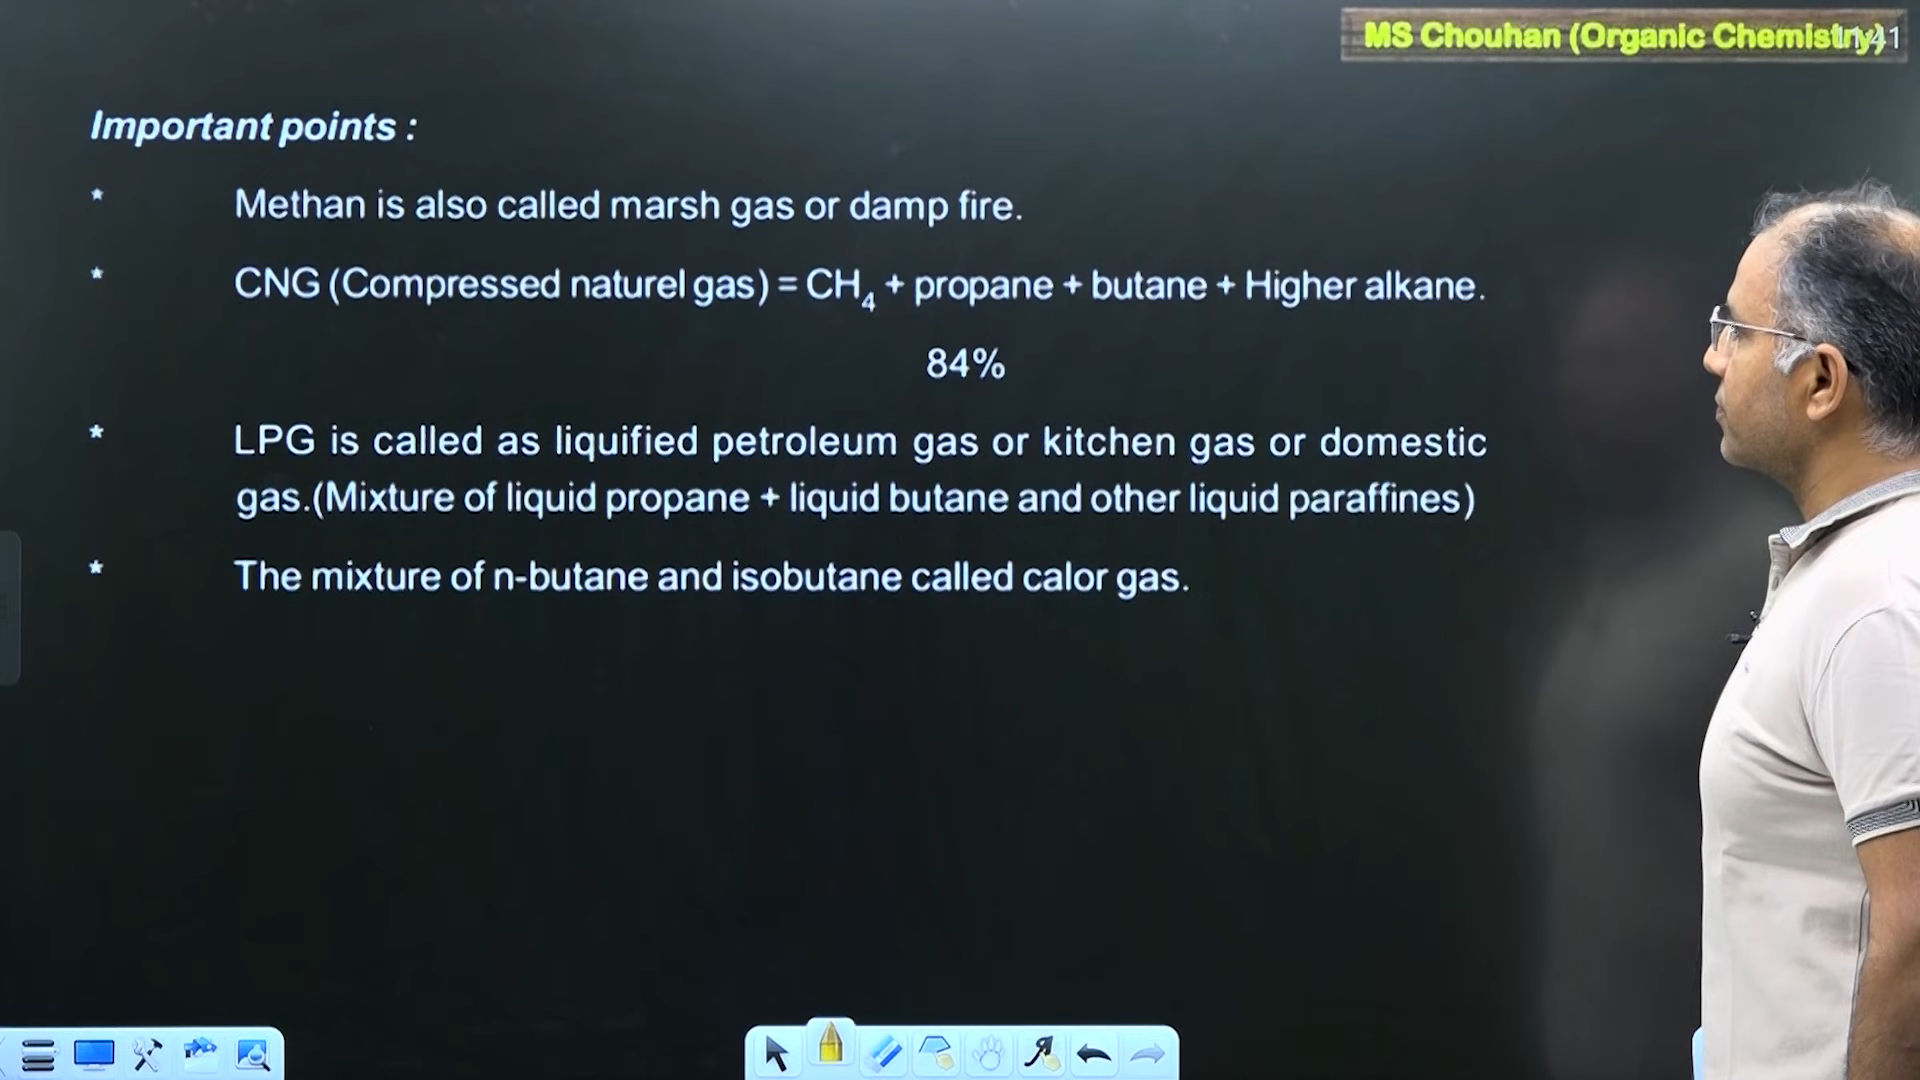 MS Chouhan (Organic Chemistry)
Important points :
* Methan is also called marsh gas or damp fire.
* CNG (Compressed naturel gas) = CH₄ + propane + butane + Higher alkane.
84%
* LPG is called as liquified petroleum gas or kitchen gas or domestic
gas.(Mixture of liquid propane + liquid butane and other liquid paraffines)
* The mixture of n-butane and isobutane called calor gas.